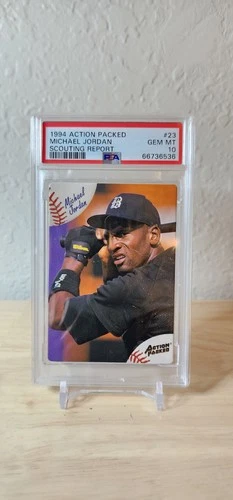 1994 ACTION PACKED #23
MICHAEL JORDAN GEM MT
SCOUTING REPORT 10
PSA 66736536
Michael
Jordan
B
ACTION
PACKED